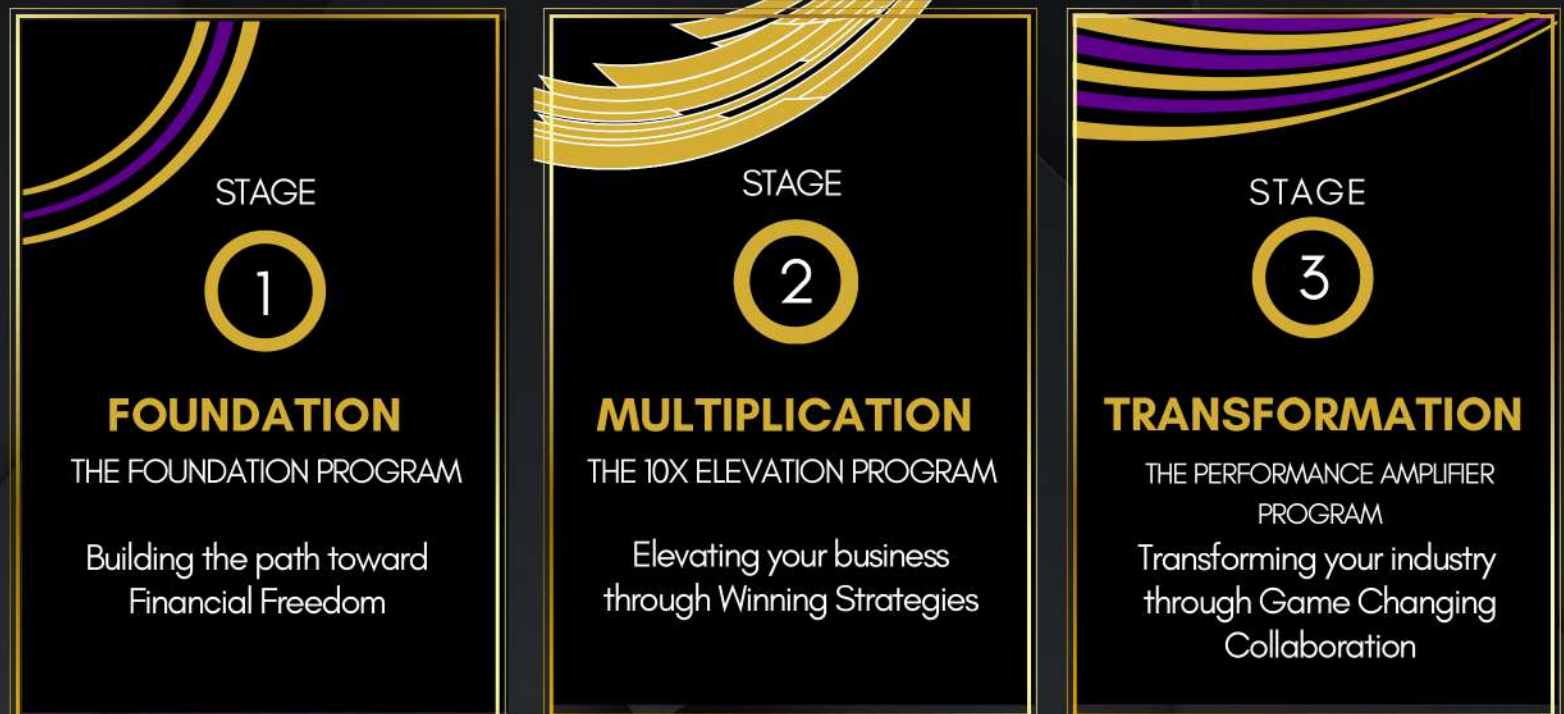 STAGE
1
FOUNDATION
THE FOUNDATION PROGRAM
Building the path toward
Financial Freedom
STAGE
2
MULTIPLICATION
THE 10X ELEVATION PROGRAM
Elevating your business
through Winning Strategies
STAGE
3
TRANSFORMATION
THE PERFORMANCE AMPLIFIER
PROGRAM
Transforming your industry
through Game Changing
Collaboration